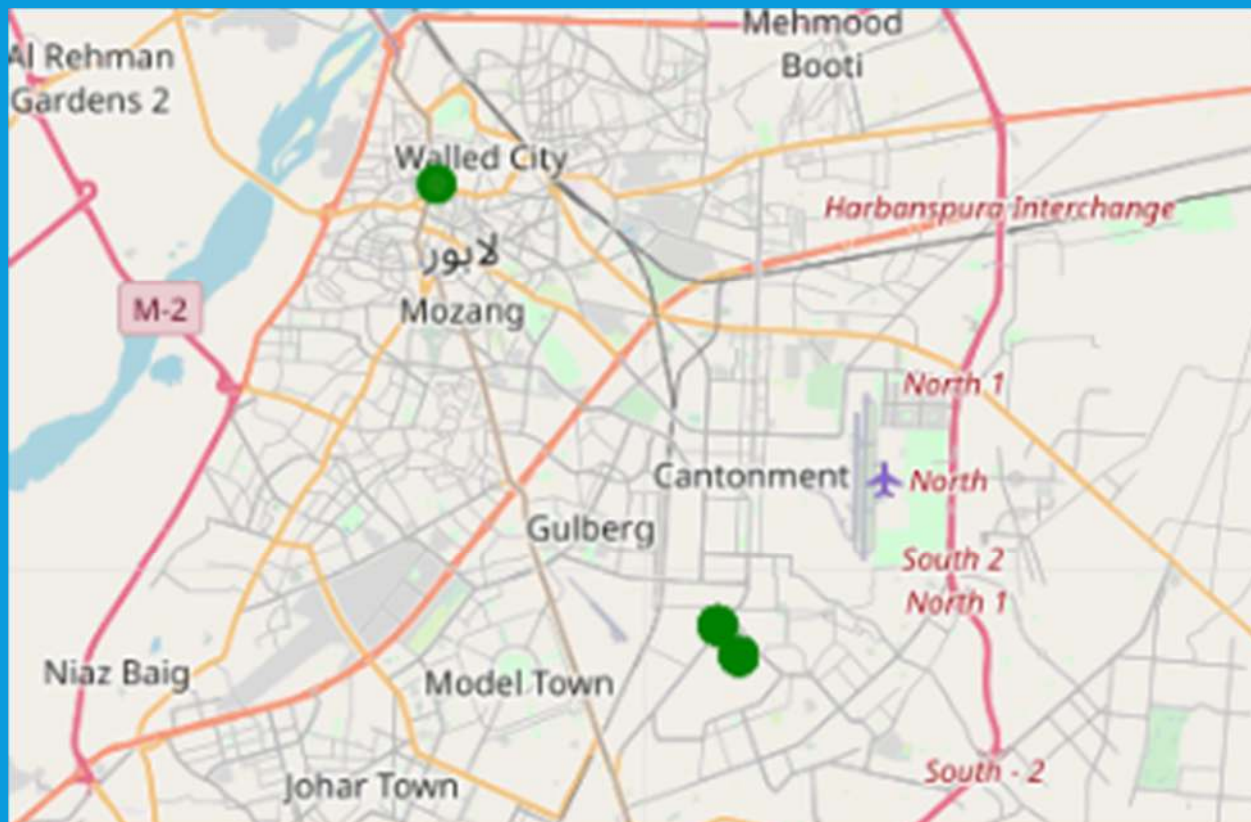 Mehmood
Booti
Al Rehman
Gardens 2
Walled City
Harbanspura Interchange
لاہور
M-2
Mozang
North 1
Cantonment
North
Gulberg
South 2
North 1
Niaz Baig
Model Town
South - 2
Johar Town